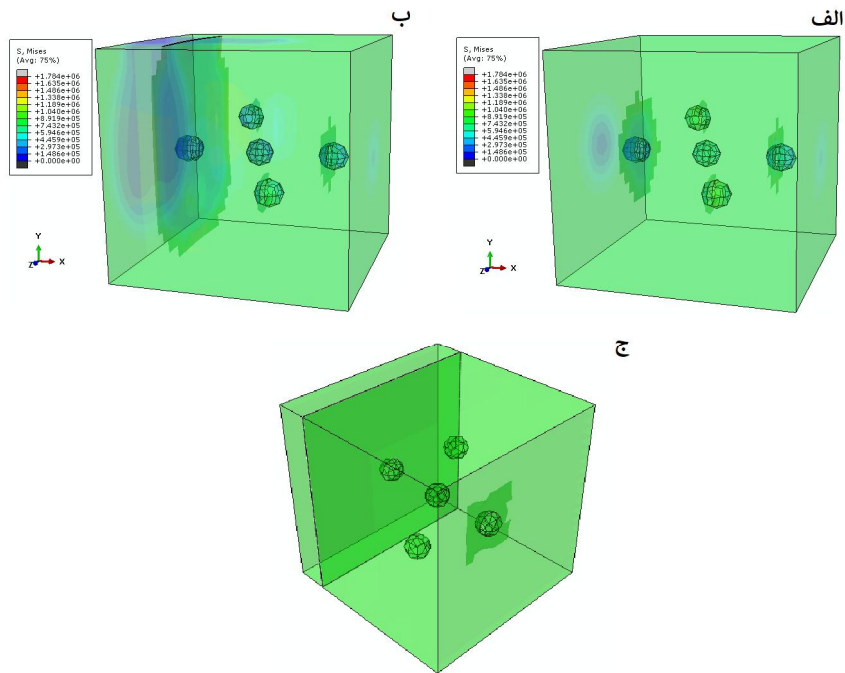 الف
ب
S, Mises
(Avg: 75%)
+1.784e+06
+1.635e+06
+1.486e+06
+1.338e+06
+1.189e+06
+1.040e+06
+8.919e+05
+7.432e+05
+5.946e+05
+4.459e+05
+2.973e+05
+1.486e+05
+0.000e+00
Y
Z
X
S, Mises
(Avg: 75%)
+1.784e+06
+1.635e+06
+1.486e+06
+1.338e+06
+1.189e+06
+1.040e+06
+8.919e+05
+7.432e+05
+5.946e+05
+4.459e+05
+2.973e+05
+1.486e+05
+0.000e+00
Y
Z
X
ج